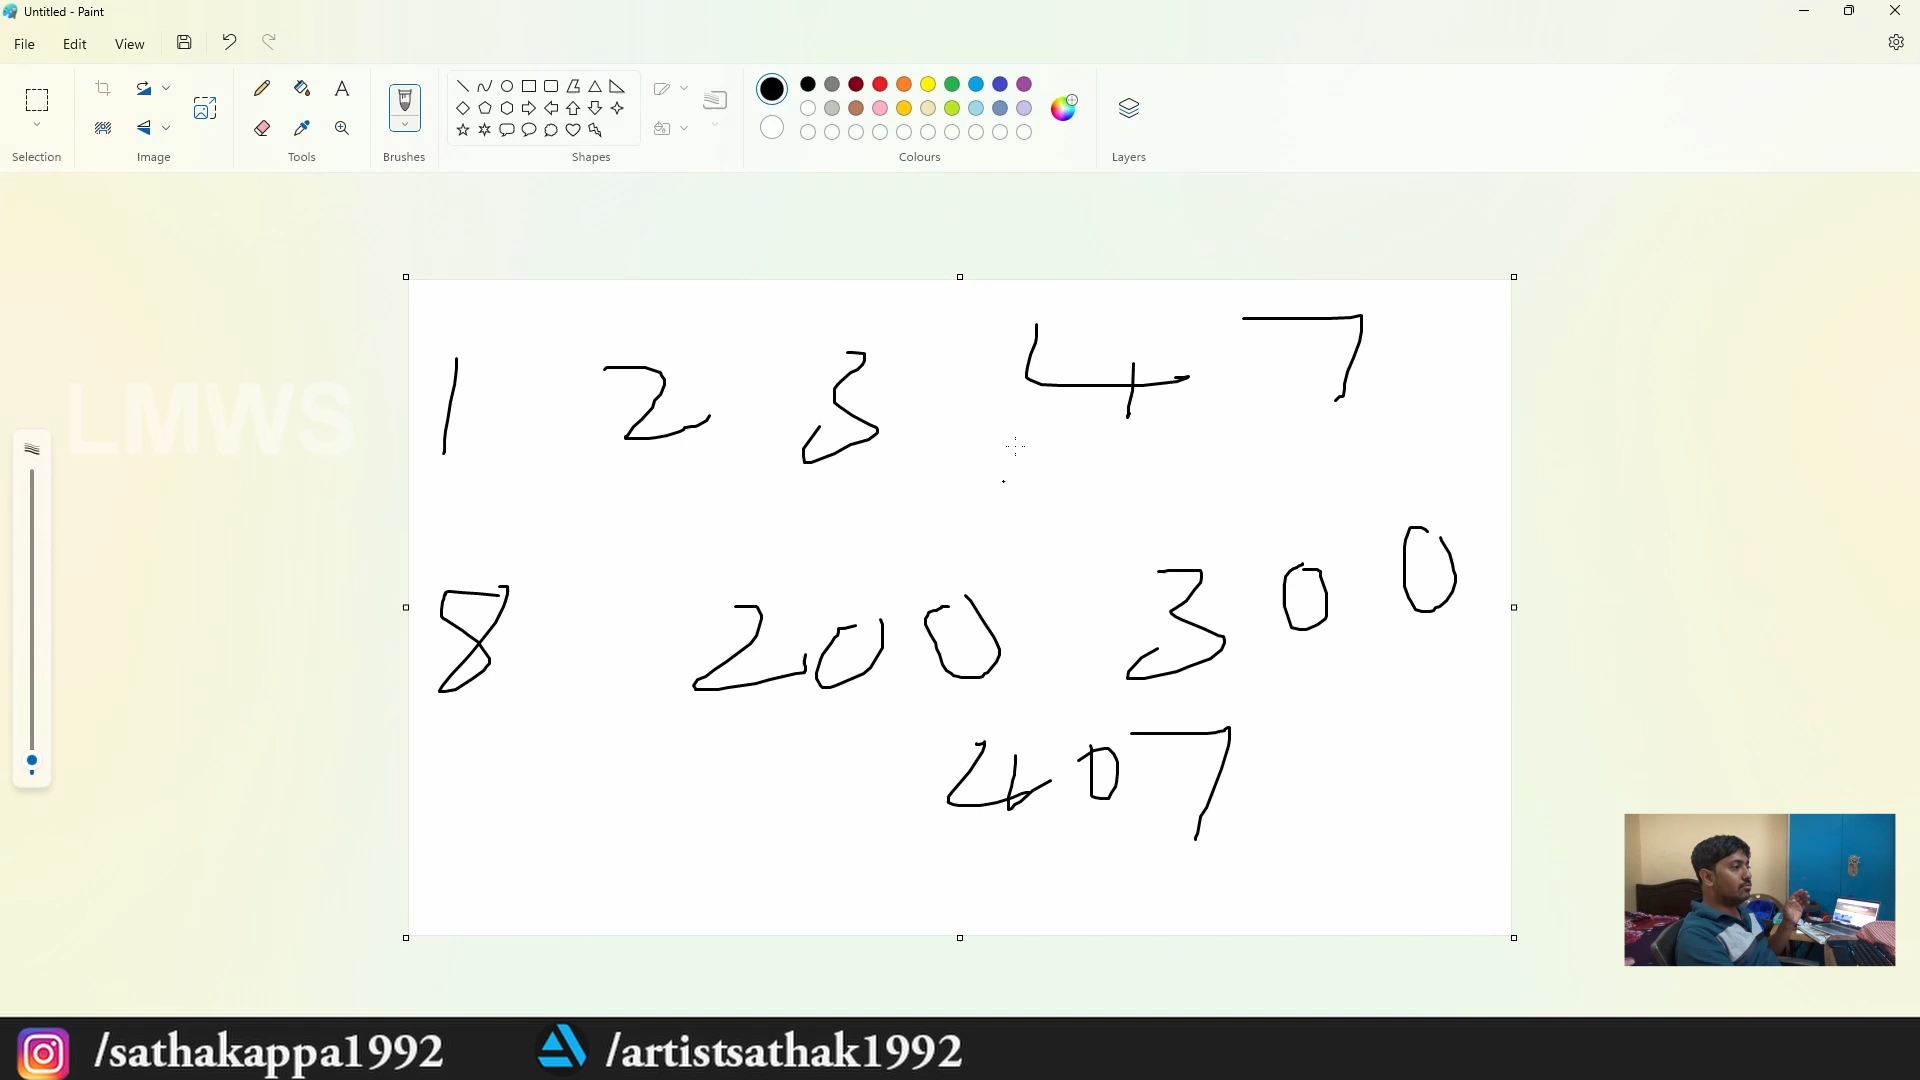 Untitled - Paint
File Edit View
Selection Image Tools Brushes Shapes Colours Layers
LMWS
1 2 3 4 7
8 200 300
407
/sathakappa1992 /artistsathak1992